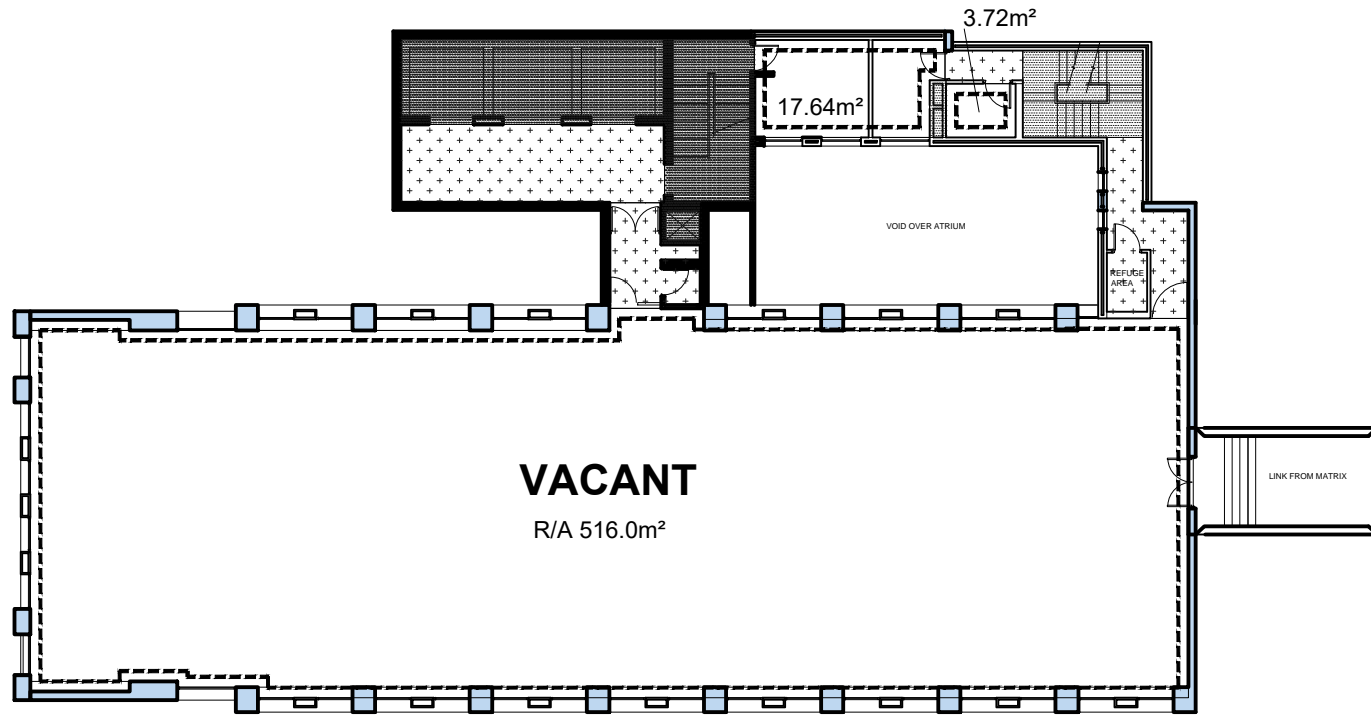 3.72m²
17.64m²
VOID OVER ATRIUM
REFUGE
AREA
VACANT
LINK FROM MATRIX
R/A 516.0m²